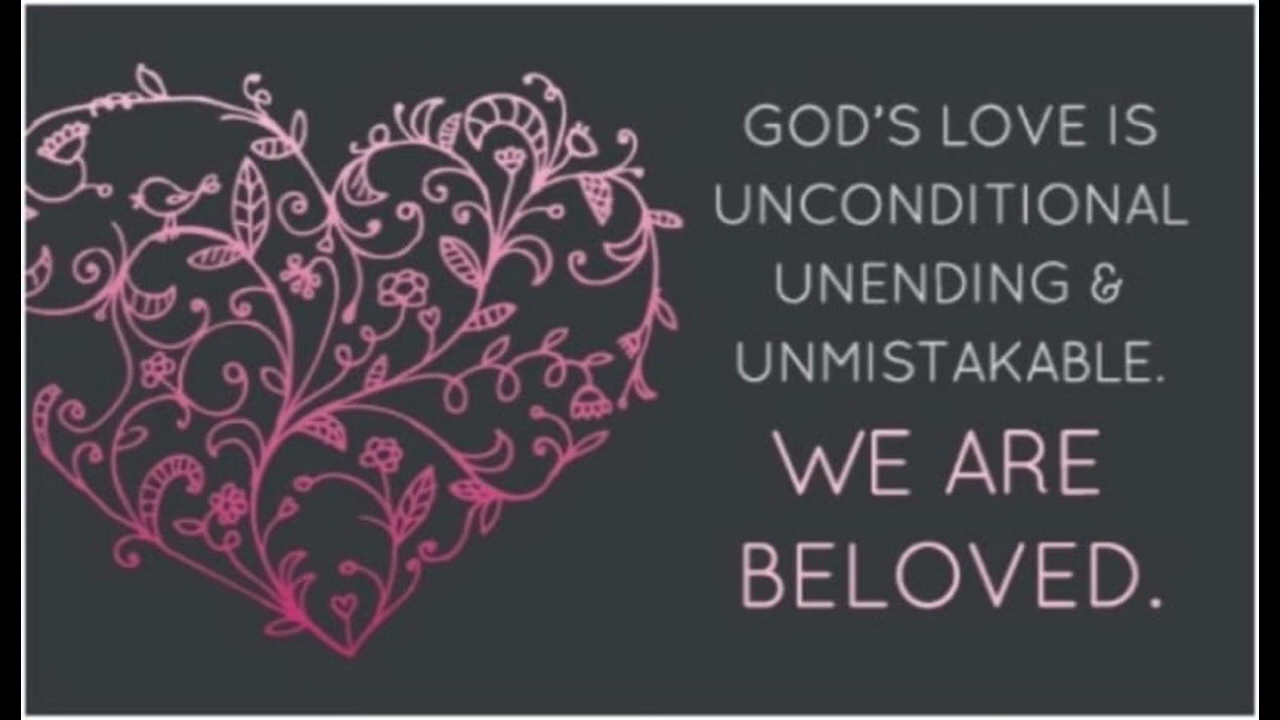 GOD'S LOVE IS
UNCONDITIONAL
UNENDING &
UNMISTAKABLE.
WE ARE
BELOVED.